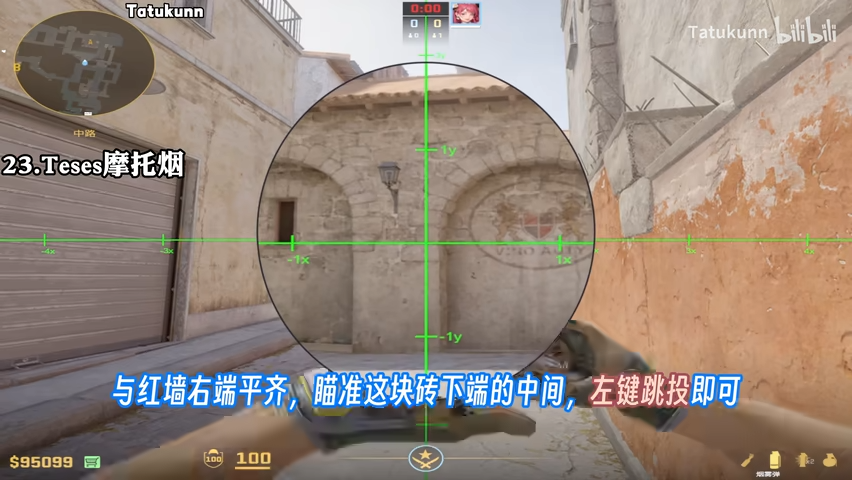 Tatukunn
0:00
0 0
Tatukunn bilibili
B
中路
23.Teses摩托烟
1y
-4x -3x -1x 1x 3x 4x
-1y
与红墙右端平齐，瞄准这块砖下端的中间，左键跳投即可
$95099
100 100
烟雾弹